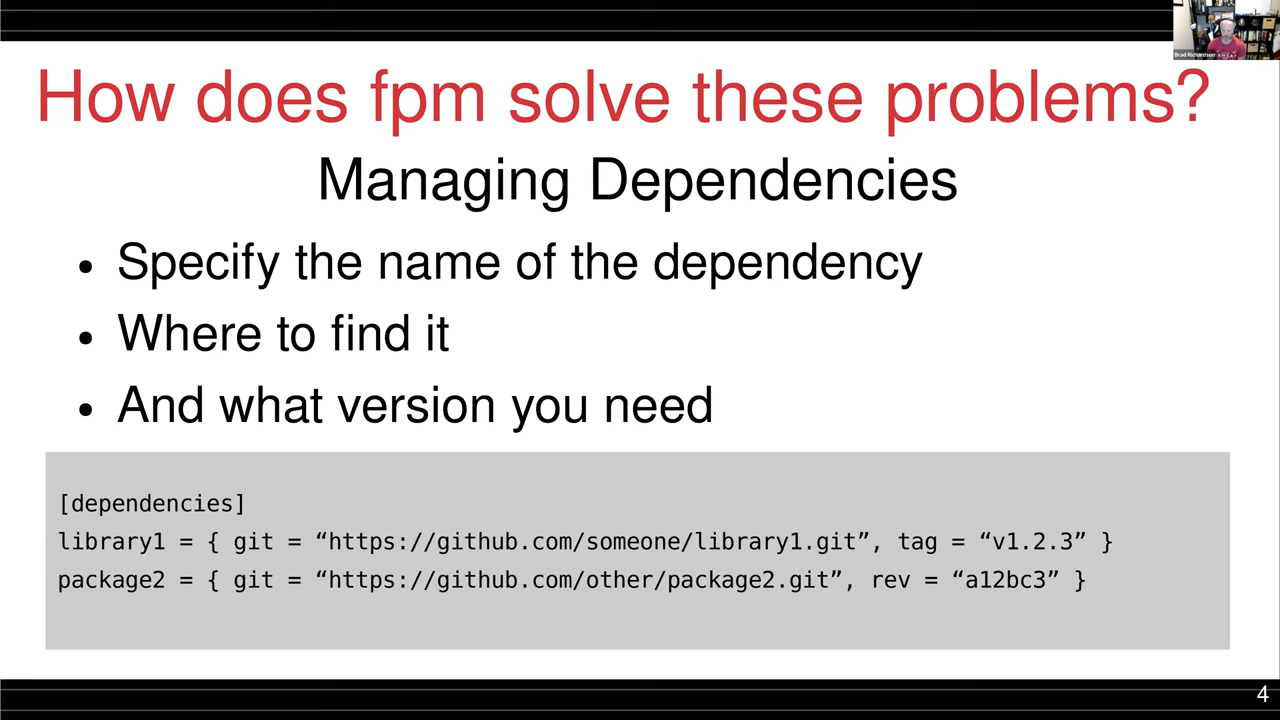 Brad Richardson
How does fpm solve these problems?
Managing Dependencies
• Specify the name of the dependency
• Where to find it
• And what version you need
[dependencies]
library1 = { git = “https://github.com/someone/library1.git”, tag = “v1.2.3” }
package2 = { git = “https://github.com/other/package2.git”, rev = “a12bc3” }
4